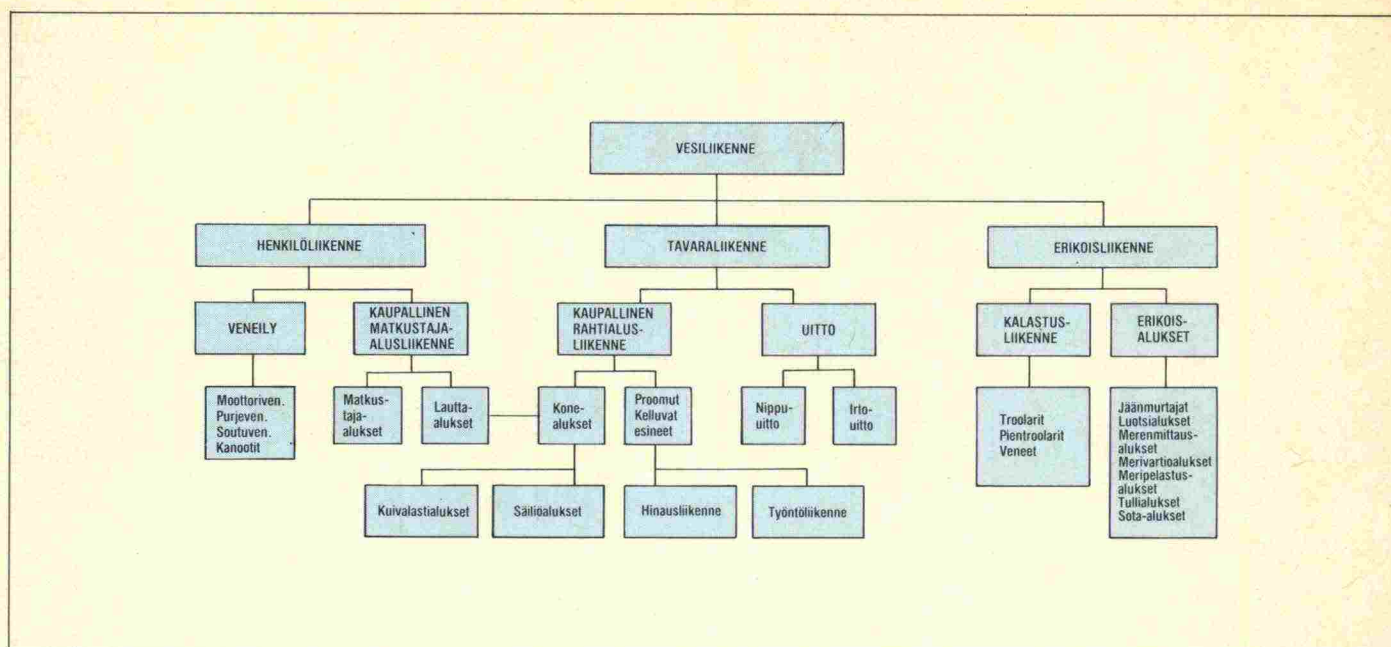 VESILIIKENNE
HENKILÖLIIKENNE
TAVARALIIKENNE
ERIKOISLIIKENNE
VENEILY
KAUPALLINEN
MATKUSTAJA-
ALUSLIIKENNE
KAUPALLINEN
RAHTIALUS-
LIIKENNE
UITTO
KALASTUS-
LIIKENNE
ERIKOIS-
ALUKSET
Moottoriven.
Purjeven.
Soutuven.
Kanootit
Matkus-
taja-
alukset
Lautta-
alukset
Kone-
alukset
Proomut
Kelluvat
esineet
Nippu-
uitto
Irto-
uitto
Troolarit
Pientroolarit
Veneet
Jäänmurtajat
Luotsialukset
Merenmittaus-
alukset
Merivartioalukset
Meripelastus-
alukset
Tullialukset
Sota-alukset
Kuivalastialukset
Säiliöalukset
Hinausliikenne
Työntöliikenne